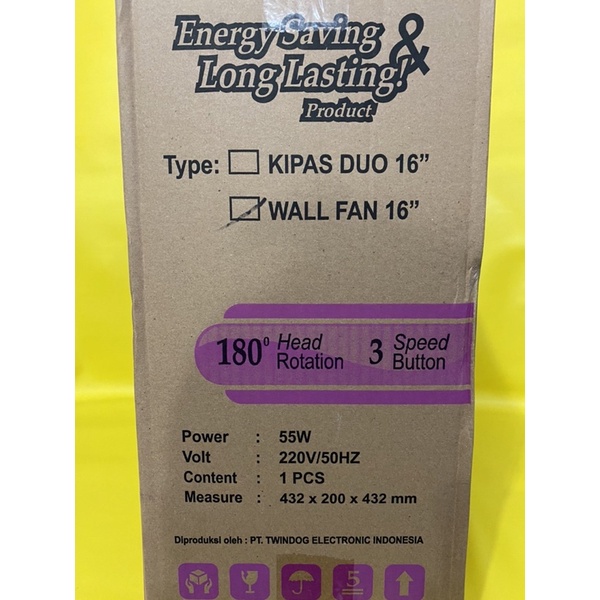 Energy Saving &
Long Lasting!
Product
Type: KIPAS DUO 16”
WALL FAN 16”
180⁰ Head Rotation 3 Speed Button
Power : 55W
Volt : 220V/50HZ
Content : 1 PCS
Measure : 432 x 200 x 432 mm
Diproduksi oleh : PT. TWINDOG ELECTRONIC INDONESIA
5